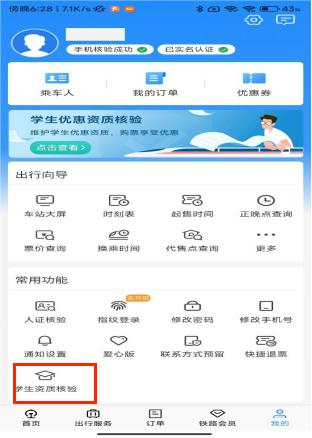 傍晚6:28 | 7.1K/s
43%
手机核验成功 已实名认证
乘车人 我的订单 优惠券
学生优惠资质核验
维护学生优惠资质，购票享受优惠
点击查看>
出行向导
车站大屏 时刻表 起售时间 正晚点查询
票价查询 换乘时间 代售点查询 更多
常用功能
去开启
人证核验 指纹登录 修改密码 修改手机号
通知设置 爱心版 联系方式预留 快捷退票
学生资质核验
首页 出行服务 订单 铁路会员 我的